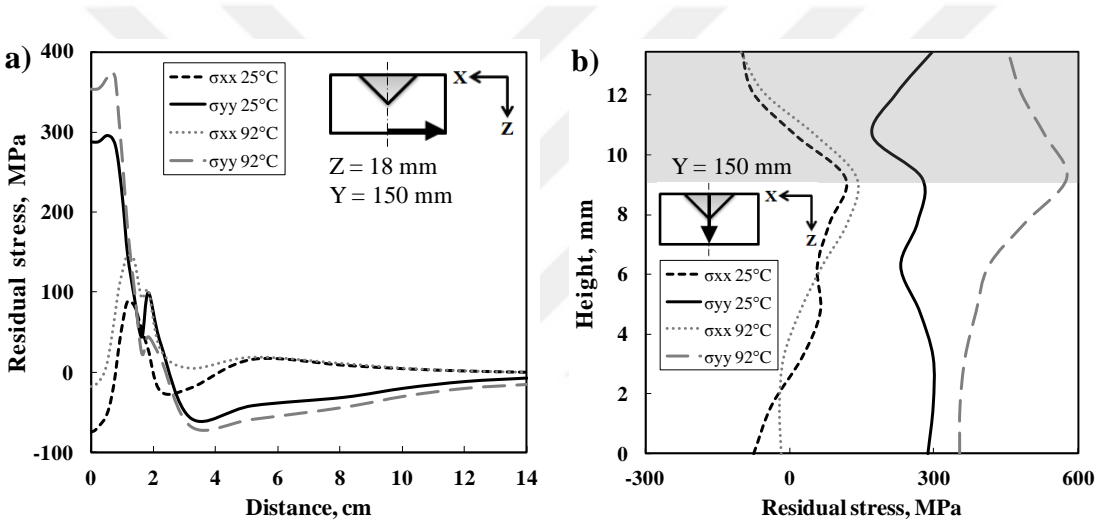 a)
Residual stress, MPa
400
300
200
100
0
-100
0 2 4 6 8 10 12 14
Distance, cm
σxx 25°C
σyy 25°C
σxx 92°C
σyy 92°C
X
Z
Z = 18 mm
Y = 150 mm
b)
Height, mm
12
10
8
6
4
2
0
-300 0 300 600
Residual stress, MPa
Y = 150 mm
X
Z
σxx 25°C
σyy 25°C
σxx 92°C
σyy 92°C